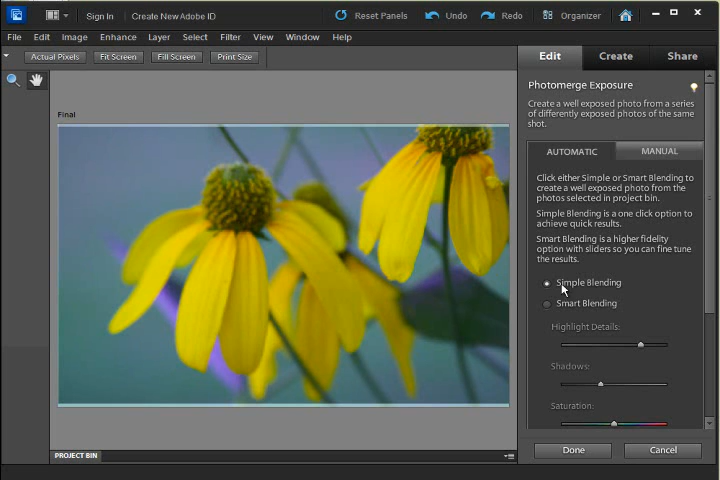 Sign In
Create New Adobe ID
Reset Panels
Undo
Redo
Organizer
File Edit Image Enhance Layer Select Filter View Window Help
Actual Pixels
Fit Screen
Fill Screen
Print Size
Edit
Create
Share
Final
Photomerge Exposure
Create a well exposed photo from a series
of differently exposed photos of the same
shot.
AUTOMATIC
MANUAL
Click either Simple or Smart Blending to
create a well exposed photo from the
photos selected in project bin.
Simple Blending is a one click option to
achieve quick results.
Smart Blending is a higher fidelity
option with sliders so you can fine tune
the results.
Simple Blending
Smart Blending
Highlight Details:
Shadows:
Saturation:
PROJECT BIN
Done
Cancel